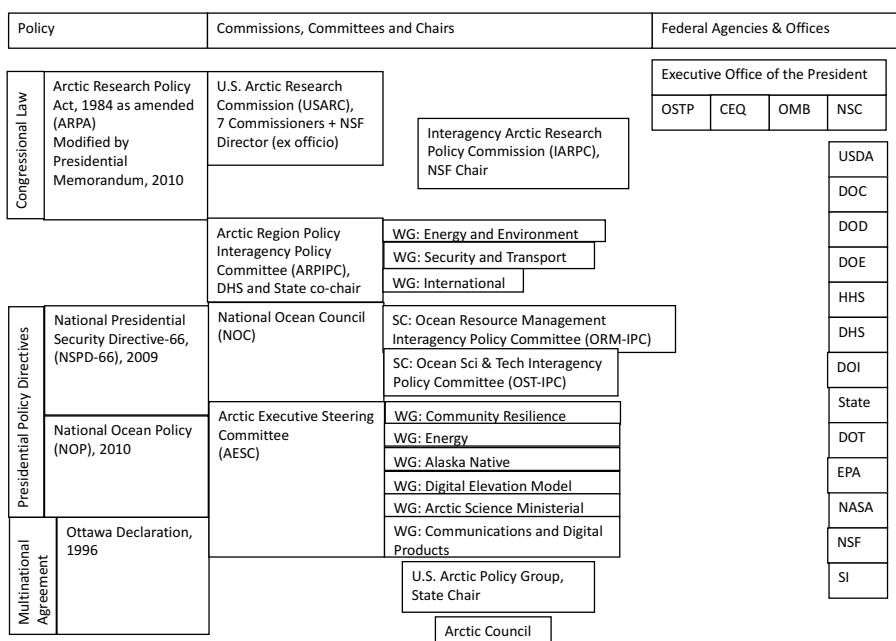 Policy
Commissions, Committees and Chairs
Federal Agencies & Offices
Congressional Law
Arctic Research Policy
Act, 1984 as amended
(ARPA)
Modified by
Presidential
Memorandum, 2010
U.S. Arctic Research
Commission (USARC),
7 Commissioners + NSF
Director (ex officio)
Interagency Arctic Research
Policy Commission (IARPC),
NSF Chair
Executive Office of the President
OSTP
CEQ
OMB
NSC
USDA
DOC
DOD
DOE
HHS
DHS
DOI
State
DOT
EPA
NASA
NSF
SI
Arctic Region Policy
Interagency Policy
Committee (ARPIPC),
DHS and State co-chair
WG: Energy and Environment
WG: Security and Transport
WG: International
Presidential Policy Directives
National Presidential
Security Directive-66,
(NSPD-66), 2009
National Ocean Council
(NOC)
SC: Ocean Resource Management
Interagency Policy Committee (ORM-IPC)
SC: Ocean Sci & Tech Interagency
Policy Committee (OST-IPC)
National Ocean Policy
(NOP), 2010
Arctic Executive Steering
Committee
(AESC)
WG: Community Resilience
WG: Energy
WG: Alaska Native
WG: Digital Elevation Model
WG: Arctic Science Ministerial
WG: Communications and Digital
Products
Multinational
Agreement
Ottawa Declaration,
1996
U.S. Arctic Policy Group,
State Chair
Arctic Council